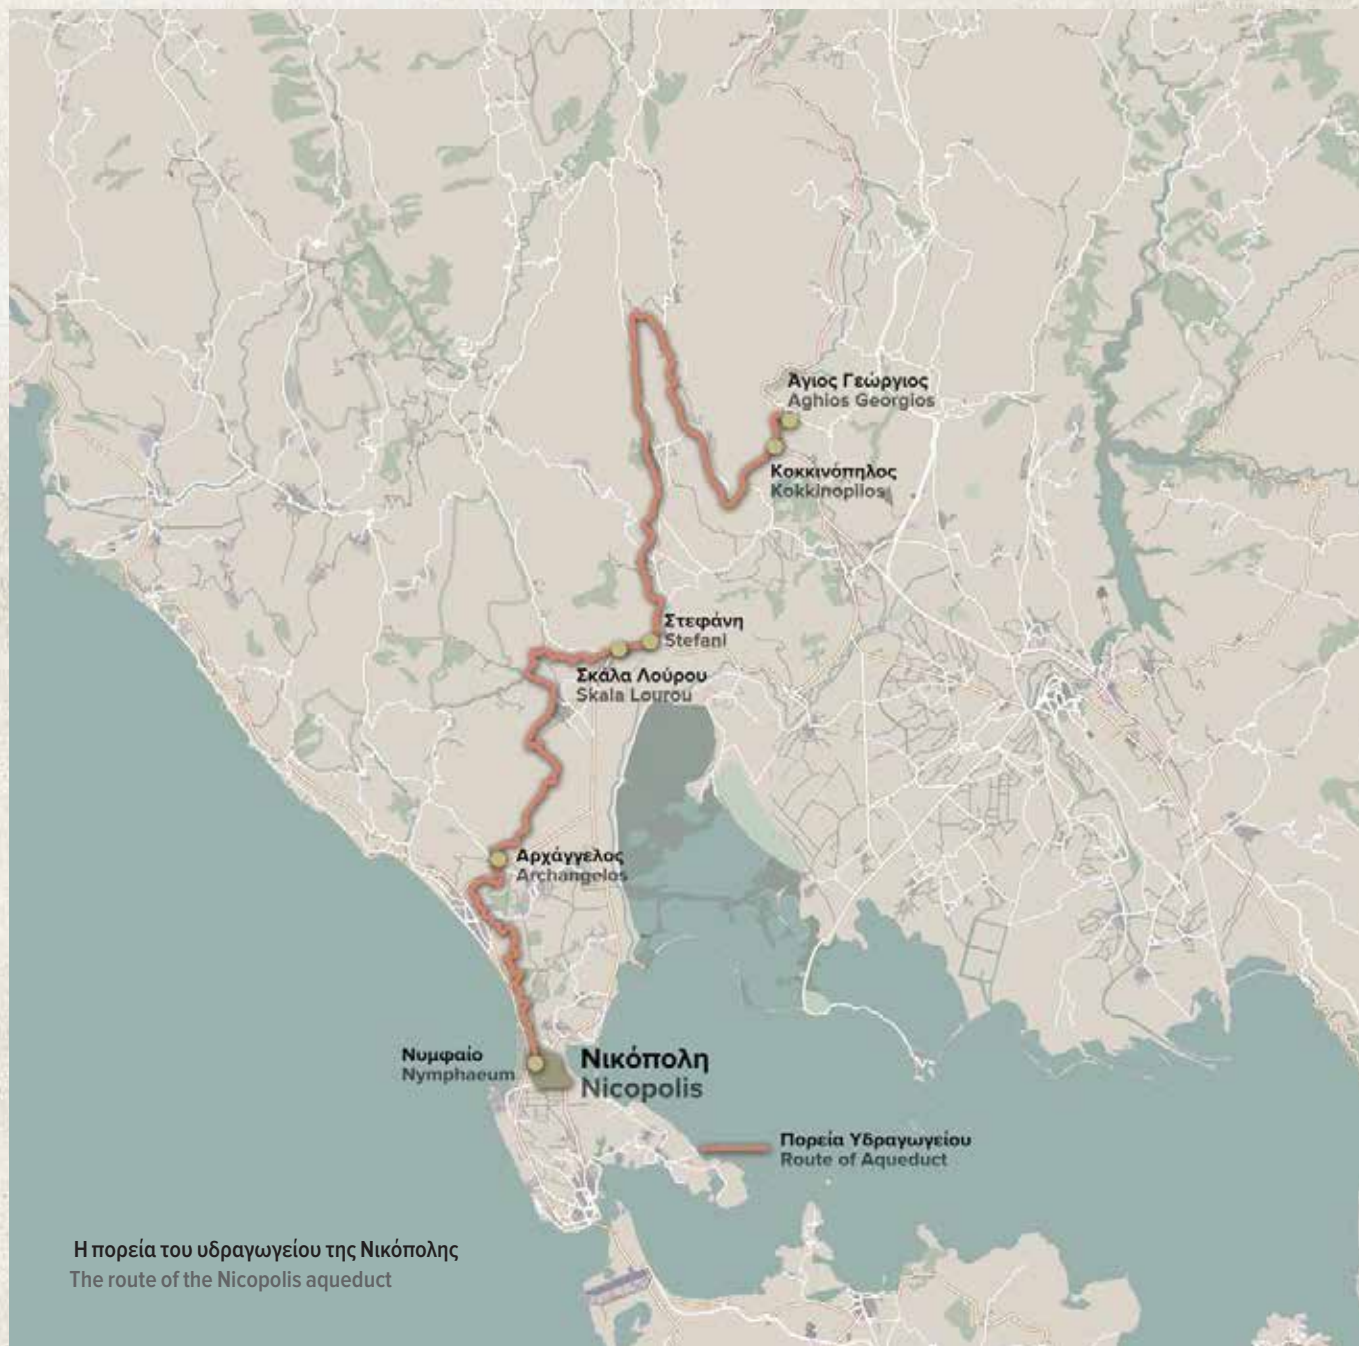 Άγιος Γεώργιος
Aghios Georgios
Κοκκινόπηλος
Kokkinopilos
Στεφάνη
Stefani
Σκάλα Λούρου
Skala Lourou
Αρχάγγελος
Archangelos
Νυμφαίο
Nymphaeum
Νικόπολη
Nicopolis
Πορεία Υδραγωγείου
Route of Aqueduct
Η πορεία του υδραγωγείου της Νικόπολης
The route of the Nicopolis aqueduct